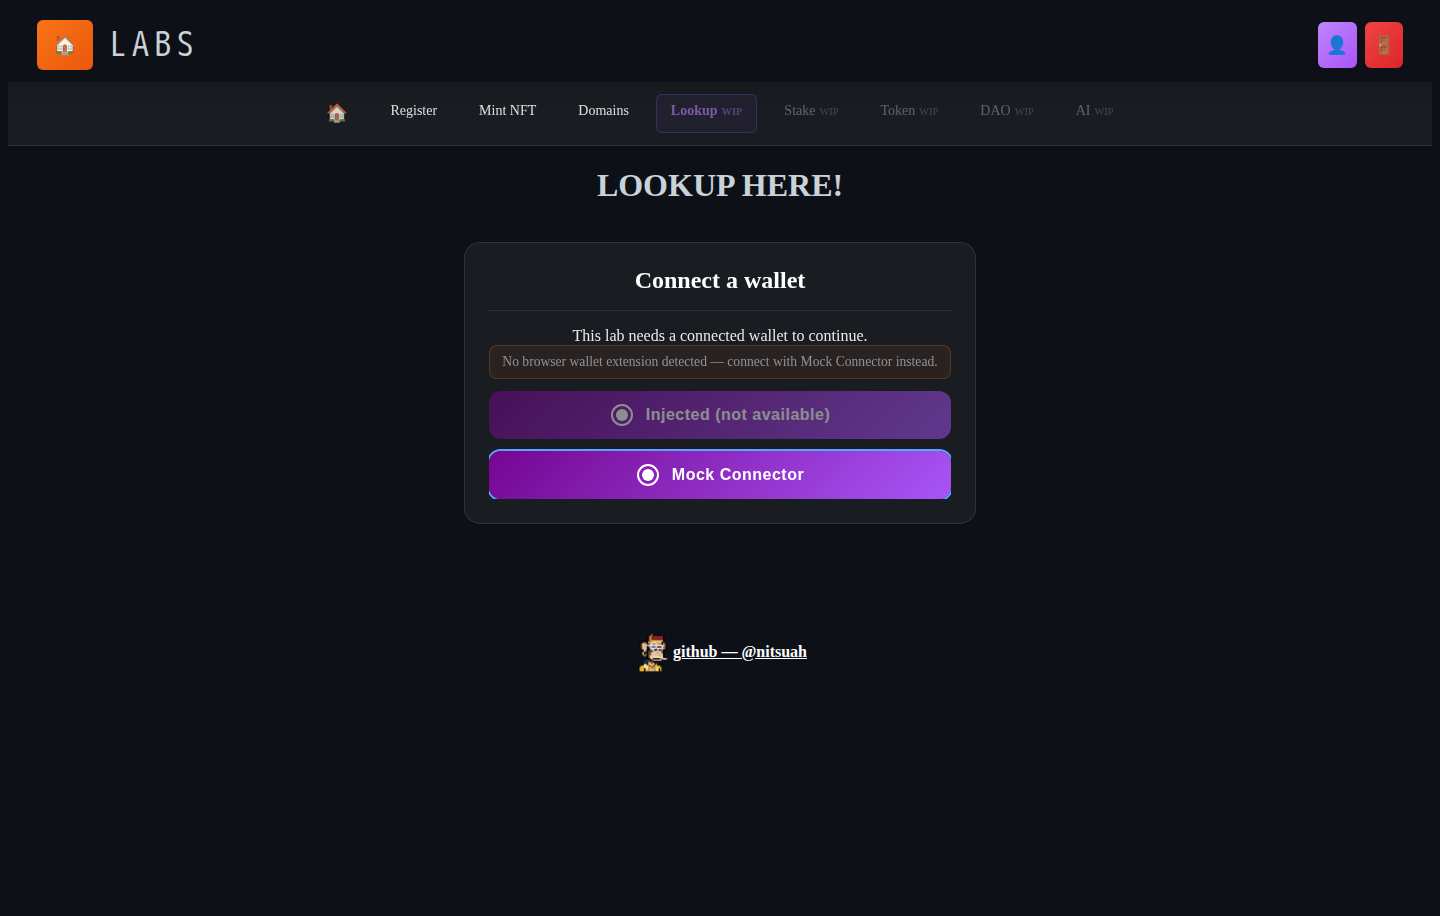 LABS
Register Mint NFT Domains Lookup WIP Stake WIP Token WIP DAO WIP AI WIP
LOOKUP HERE!
Connect a wallet
This lab needs a connected wallet to continue.
No browser wallet extension detected — connect with Mock Connector instead.
Injected (not available)
Mock Connector
github — @nitsuah